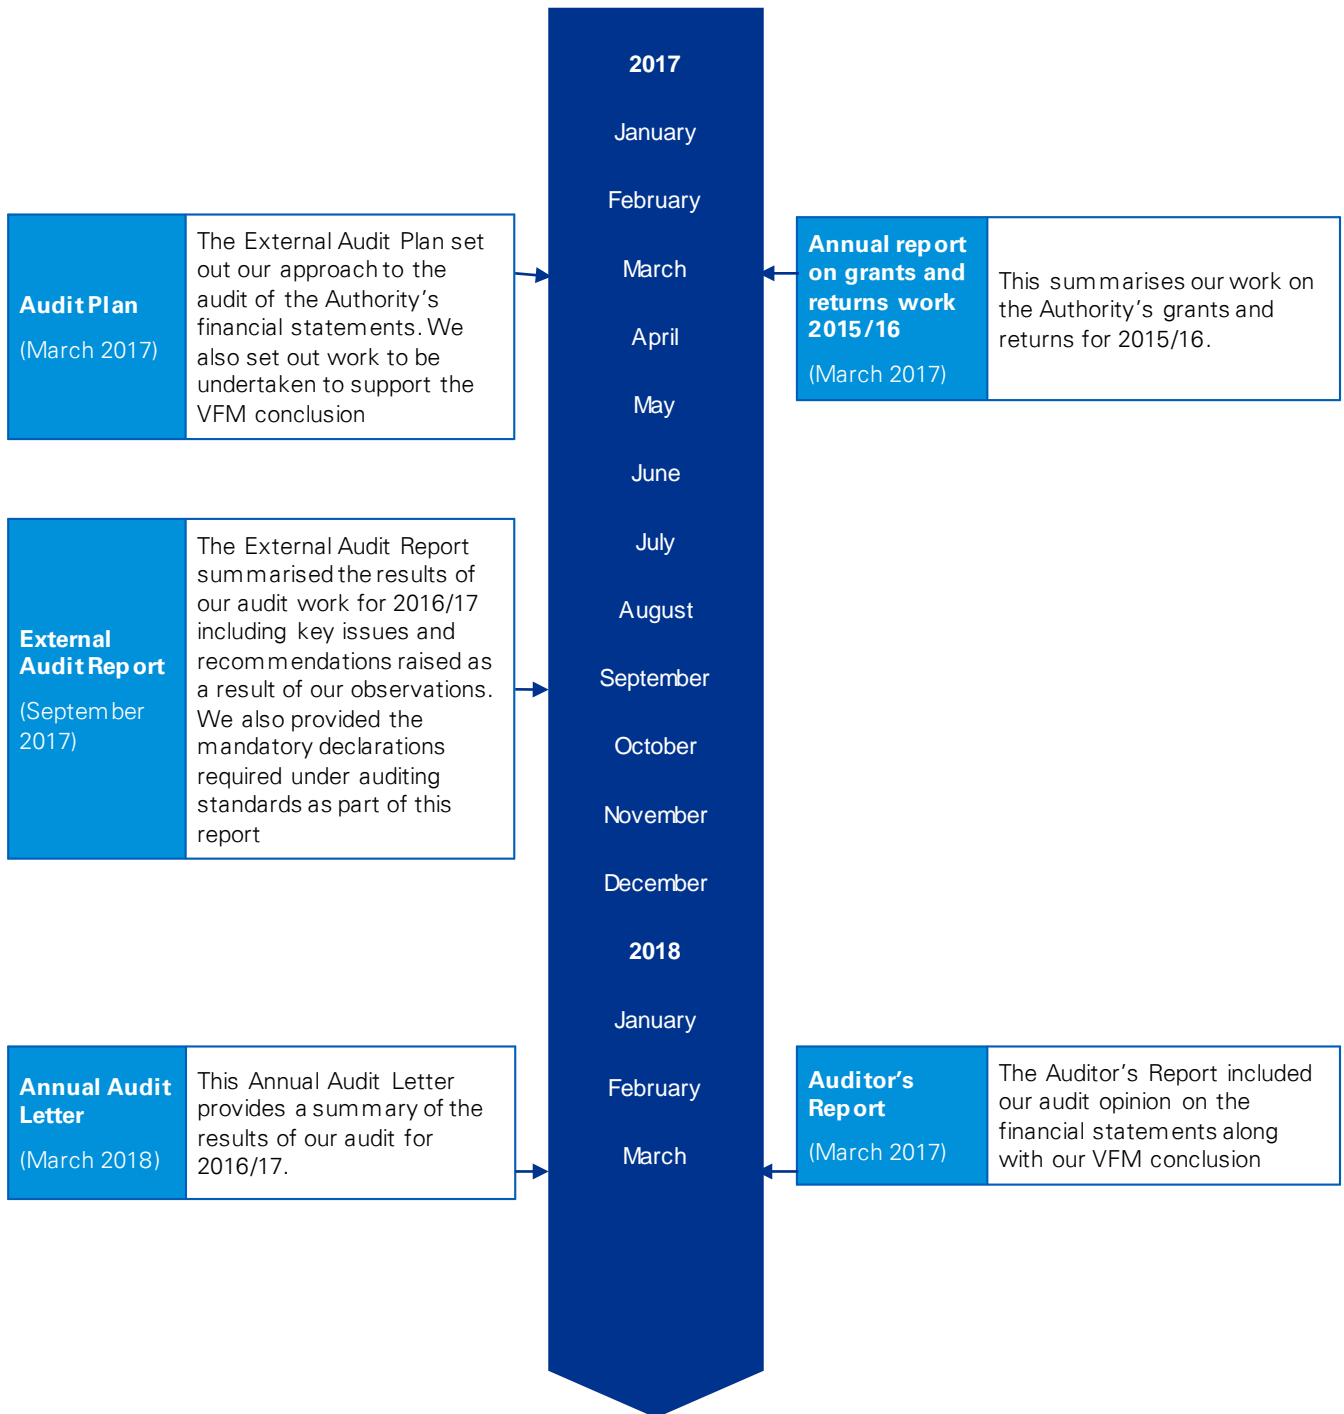 2017
January
February
March
April
May
June
July
August
September
October
November
December
2018
January
February
March
Audit Plan
(March 2017)
The External Audit Plan set
out our approach to the
audit of the Authority's
financial statements. We
also set out work to be
undertaken to support the
VFM conclusion
Annual report
on grants and
returns work
2015/16
(March 2017)
This summarises our work on
the Authority's grants and
returns for 2015/16.
External
Audit Report
(September
2017)
The External Audit Report
summarised the results of
our audit work for 2016/17
including key issues and
recommendations raised as
a result of our observations.
We also provided the
mandatory declarations
required under auditing
standards as part of this
report
Annual Audit
Letter
(March 2018)
This Annual Audit Letter
provides a summary of the
results of our audit for
2016/17.
Auditor's
Report
(March 2017)
The Auditor's Report included
our audit opinion on the
financial statements along
with our VFM conclusion